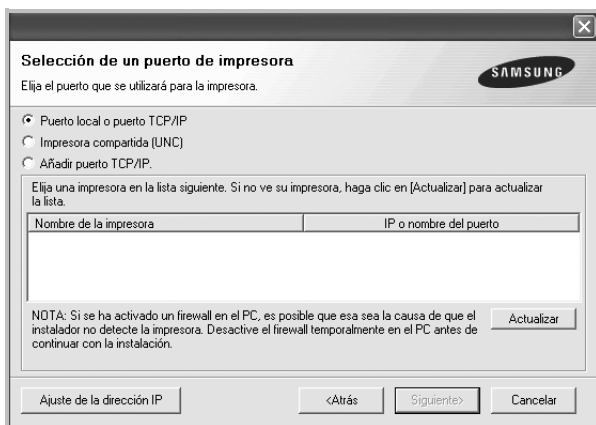 Selección de un puerto de impresora
Elija el puerto que se utilizará para la impresora.
SAMSUNG
Puerto local o puerto TCP/IP
Impresora compartida (UNC)
Añadir puerto TCP/IP.
Elija una impresora en la lista siguiente. Si no ve su impresora, haga clic en [Actualizar] para actualizar
la lista.
Nombre de la impresora IP o nombre del puerto
NOTA: Si se ha activado un firewall en el PC, es posible que esa sea la causa de que el
instalador no detecte la impresora. Desactive el firewall temporalmente en el PC antes de
continuar con la instalación.
Actualizar
Ajuste de la dirección IP <Atrás Siguiente> Cancelar